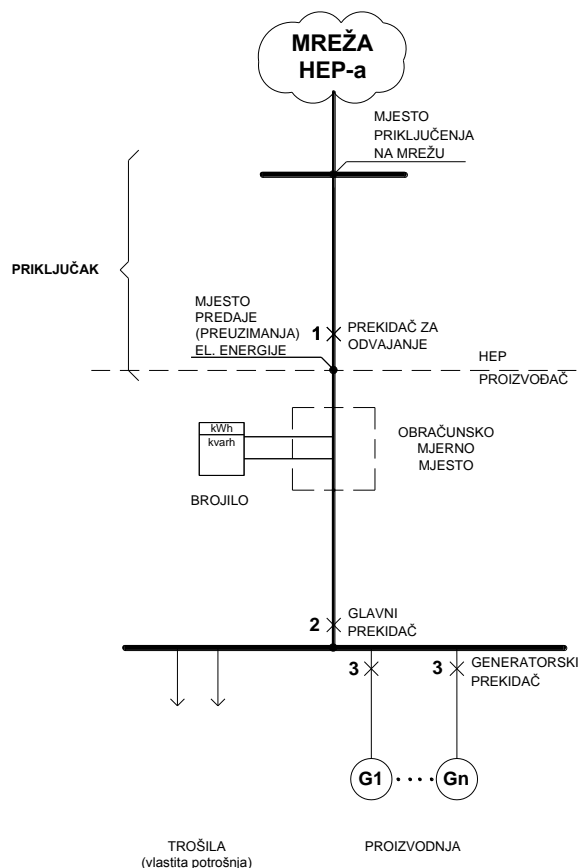 MREŽA
HEP-a
MJESTO
PRIKLJUČENJA
NA MREŽU
PRIKLJUČAK
MJESTO
PREDAJE
(PREUZIMANJA)
EL. ENERGIJE
1
PREKIDAČ ZA
ODVAJANJE
HEP
PROIZVOĐAČ
kWh
kvarh
BROJILO
OBRAČUNSKO
MJERNO
MJESTO
2
GLAVNI
PREKIDAČ
3
3
GENERATORSKI
PREKIDAČ
G1
Gn
TROŠILA
(vlastita potrošnja)
PROIZVODNJA